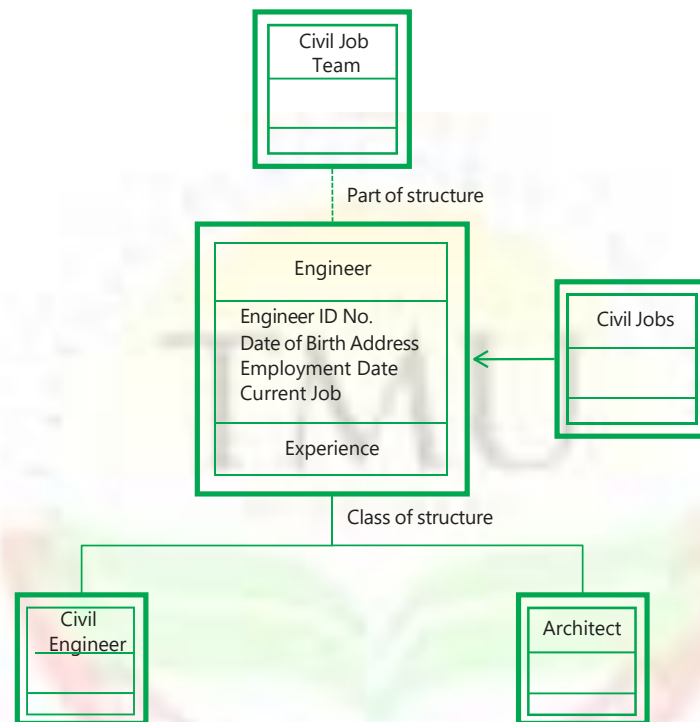 Civil Job
Team
Part of structure
Engineer
Engineer ID No.
Date of Birth Address
Employment Date
Current Job
Experience
Civil Jobs
Class of structure
Civil
Engineer
Architect
TMU